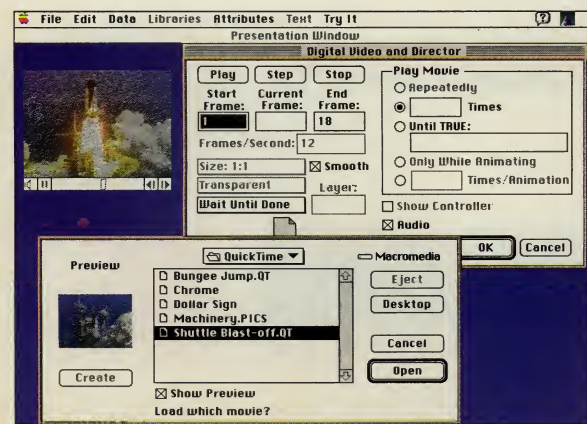 File Edit Data Libraries Attributes Text Try It
Presentation Window
Digital Video and Director
Play Step Stop
Start Frame: Current Frame: End Frame:
1 18
Frames/Second: 12
Size: 1:1 Smooth
Transparent Layer:
Wait Until Done
Play Movie
Repeatedly
Times
Until TRUE:
Only While Animating
Times/Animation
Show Controller
Audio
OK Cancel
Preview
Create
QuickTime
Bungee Jump.QT
Chrome
Dollar Sign
Machinery.PICS
Shuttle Blast-off.QT
Show Preview
Load which movie?
Macromedia
Eject
Desktop
Cancel
Open